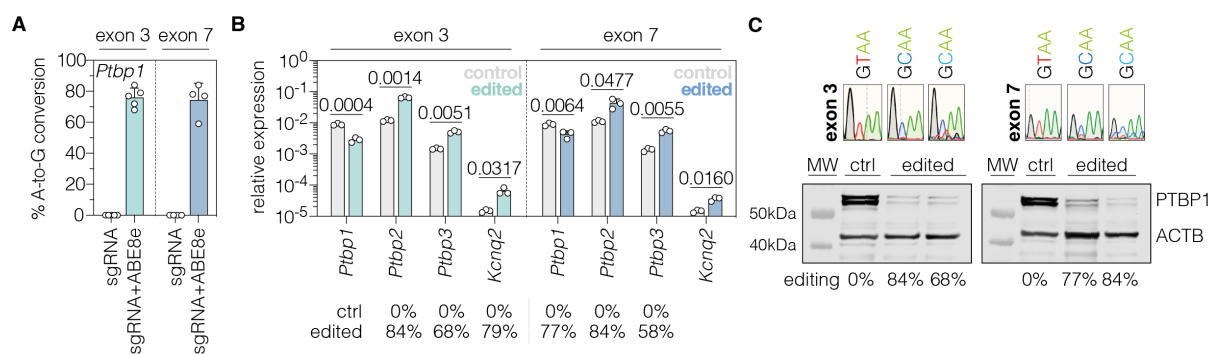 A
exon 3 exon 7
Ptbp1
% A-to-G conversion
100
80
60
40
20
0
sgRNA
sgRNA+ABE8e
sgRNA
sgRNA+ABE8e
B
exon 3 exon 7
relative expression
10⁰
10⁻¹
10⁻²
10⁻³
10⁻⁴
10⁻⁵
control
edited
control
edited
0.0004
0.0014
0.0051
0.0317
0.0064
0.0477
0.0055
0.0160
Ptbp1
Ptbp2
Ptbp3
Kcnq2
Ptbp1
Ptbp2
Ptbp3
Kcnq2
ctrl 0% 0% 0% 0% 0% 0%
edited 84% 68% 79% 77% 84% 58%
C
GTAA
GCAA
GCAA
exon 3
MW ctrl edited
50kDa
40kDa
editing 0% 84% 68%
GTAA
GCAA
GCAA
exon 7
MW ctrl edited
PTBP1
ACTB
0% 77% 84%